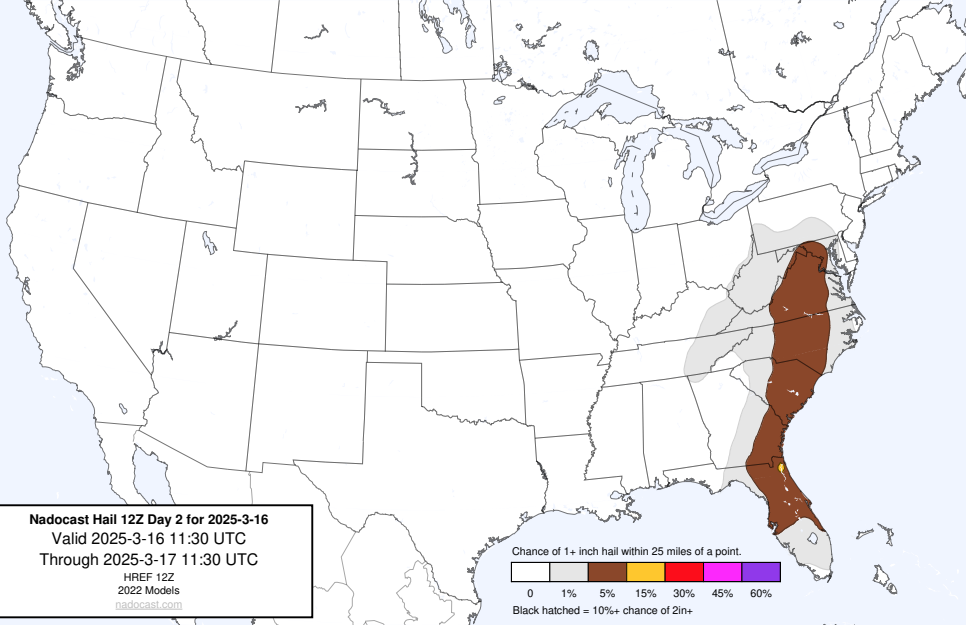 Nadocast Hail 12Z Day 2 for 2025-3-16
Valid 2025-3-16 11:30 UTC
Through 2025-3-17 11:30 UTC
HREF 12Z
2022 Models
nadocast.com
Chance of 1+ inch hail within 25 miles of a point.
0 1% 5% 15% 30% 45% 60%
Black hatched = 10%+ chance of 2in+